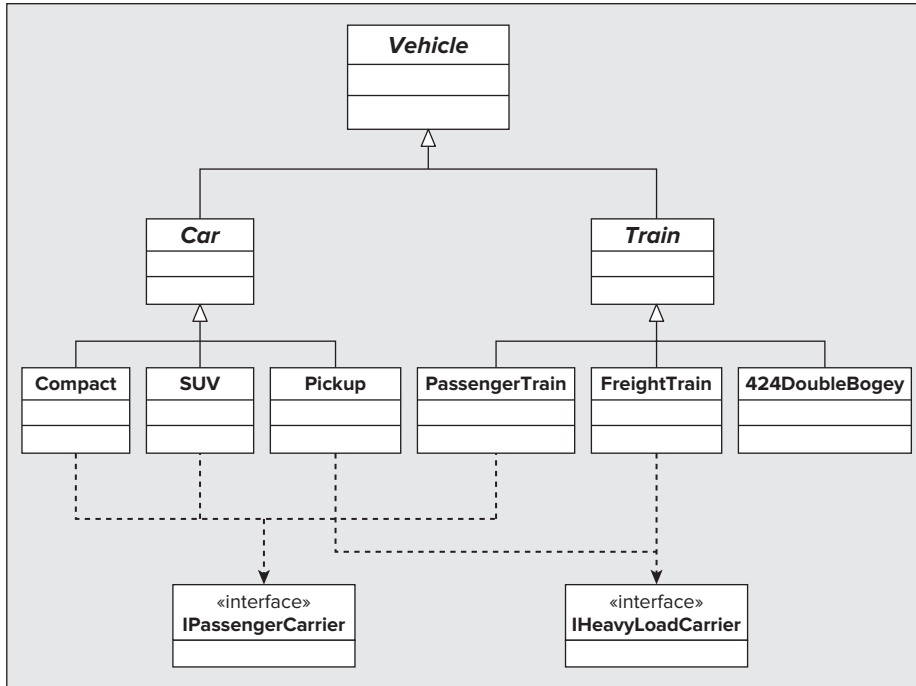 Vehicle
Car
Train
Compact
SUV
Pickup
PassengerTrain
FreightTrain
424DoubleBogey
«interface»
IPassengerCarrier
«interface»
IHeavyLoadCarrier